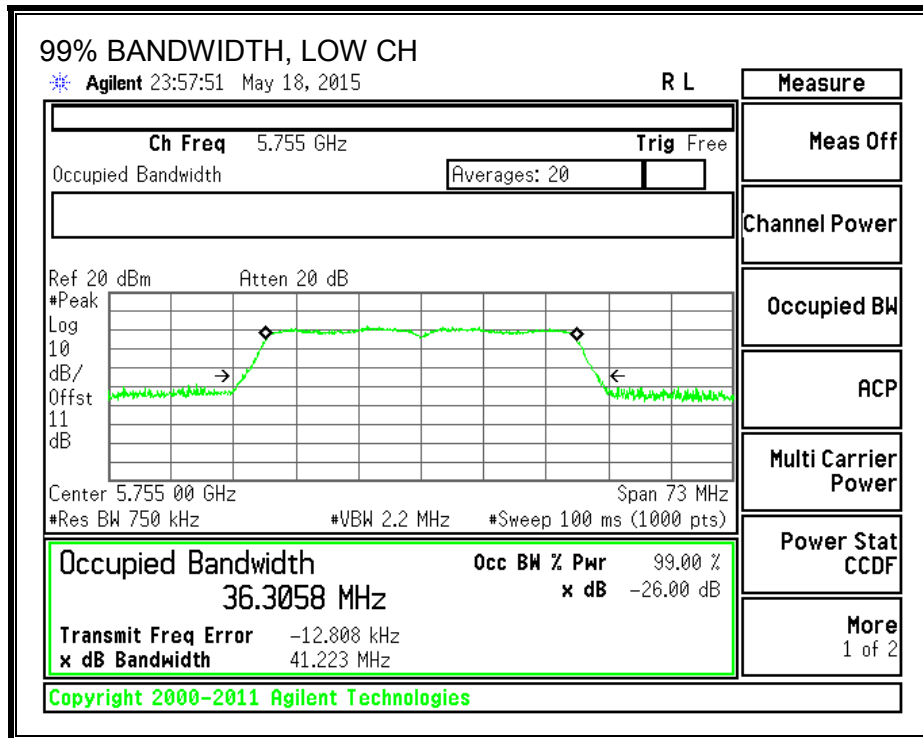 99% BANDWIDTH, LOW CH
Agilent 23:57:51 May 18, 2015 R L
Measure
Ch Freq 5.755 GHz Trig Free
Occupied Bandwidth Averages: 20
Ref 20 dBm Atten 20 dB
#Peak
Log
10
dB/
Offst
11
dB
Center 5.755 00 GHz Span 73 MHz
#Res BW 750 kHz #VBW 2.2 MHz #Sweep 100 ms (1000 pts)
Occupied Bandwidth Occ BW % Pwr 99.00 %
36.3058 MHz x dB -26.00 dB
Transmit Freq Error -12.808 kHz
x dB Bandwidth 41.223 MHz
Copyright 2000-2011 Agilent Technologies
Meas Off
Channel Power
Occupied BW
ACP
Multi Carrier
Power
Power Stat
CCDF
More
1 of 2